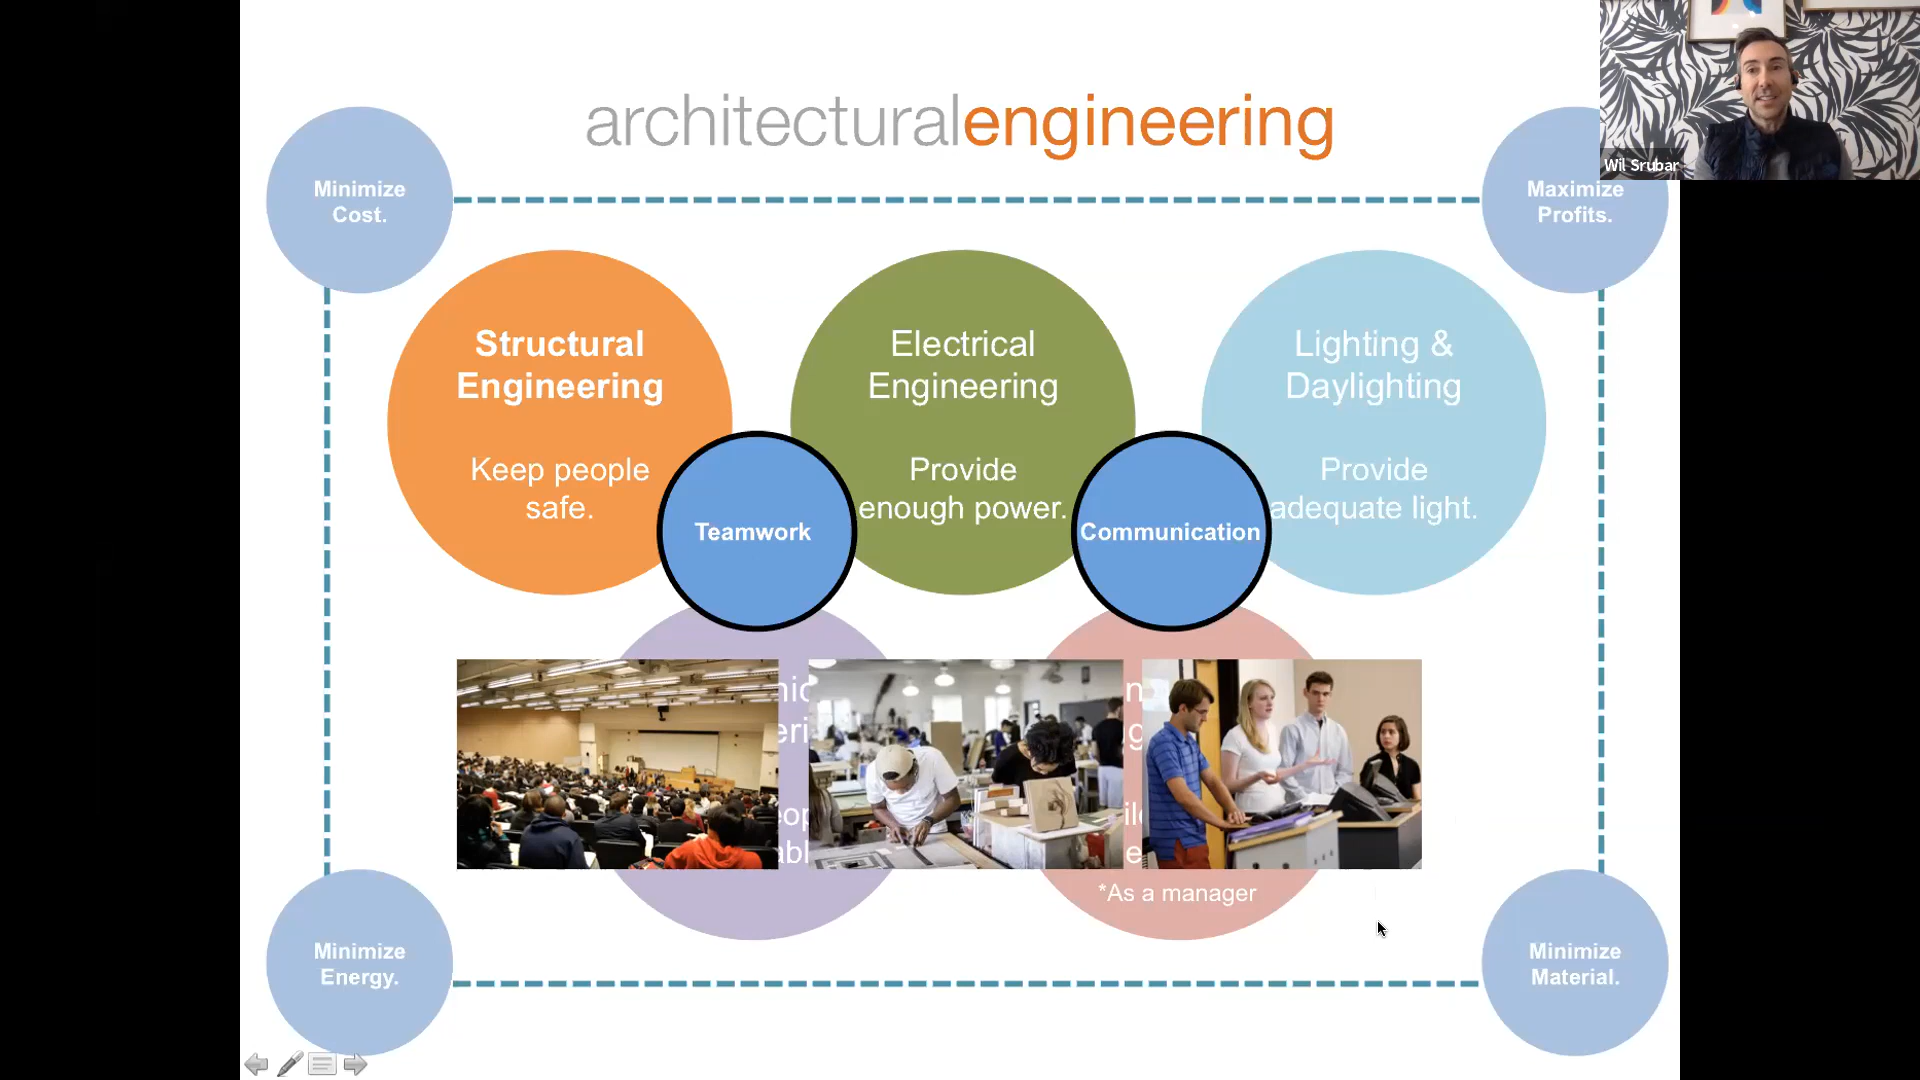 architecturalengineering
Wil Srubar
Minimize
Cost.
Maximize
Profits.
Structural
Engineering
Keep people
safe.
Electrical
Engineering
Provide
enough power.
Lighting &
Daylighting
Provide
adequate light.
Teamwork
Communication
*As a manager
Minimize
Energy.
Minimize
Material.